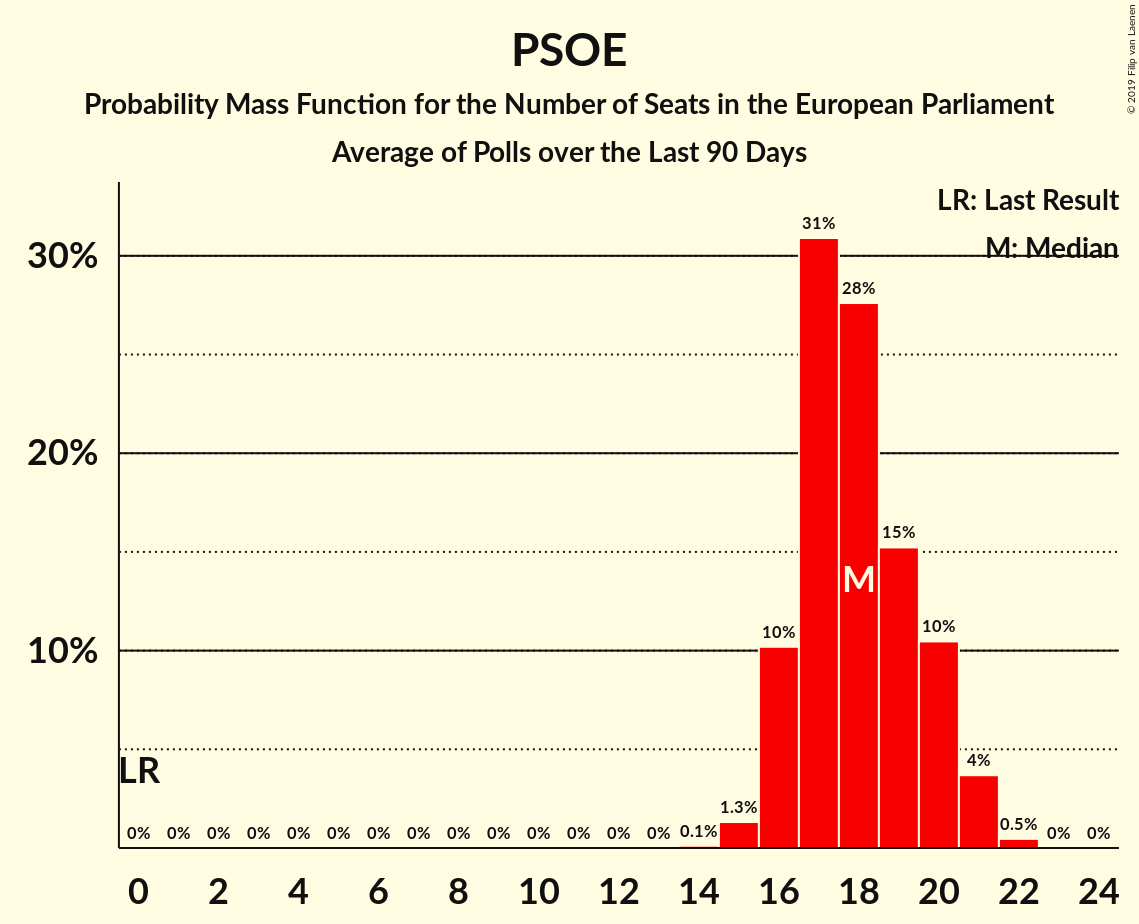 PSOE
Probability Mass Function for the Number of Seats in the European Parliament
Average of Polls over the Last 90 Days
© 2019 Filip van Laenen
LR: Last Result
M: Median
30%
20%
10%
31%
28%
15%
10%
10%
4%
1.3%
0.5%
0.1%
M
LR
0% 0% 0% 0% 0% 0% 0% 0% 0% 0% 0% 0% 0% 0% 0% 0%
0 2 4 6 8 10 12 14 16 18 20 22 24